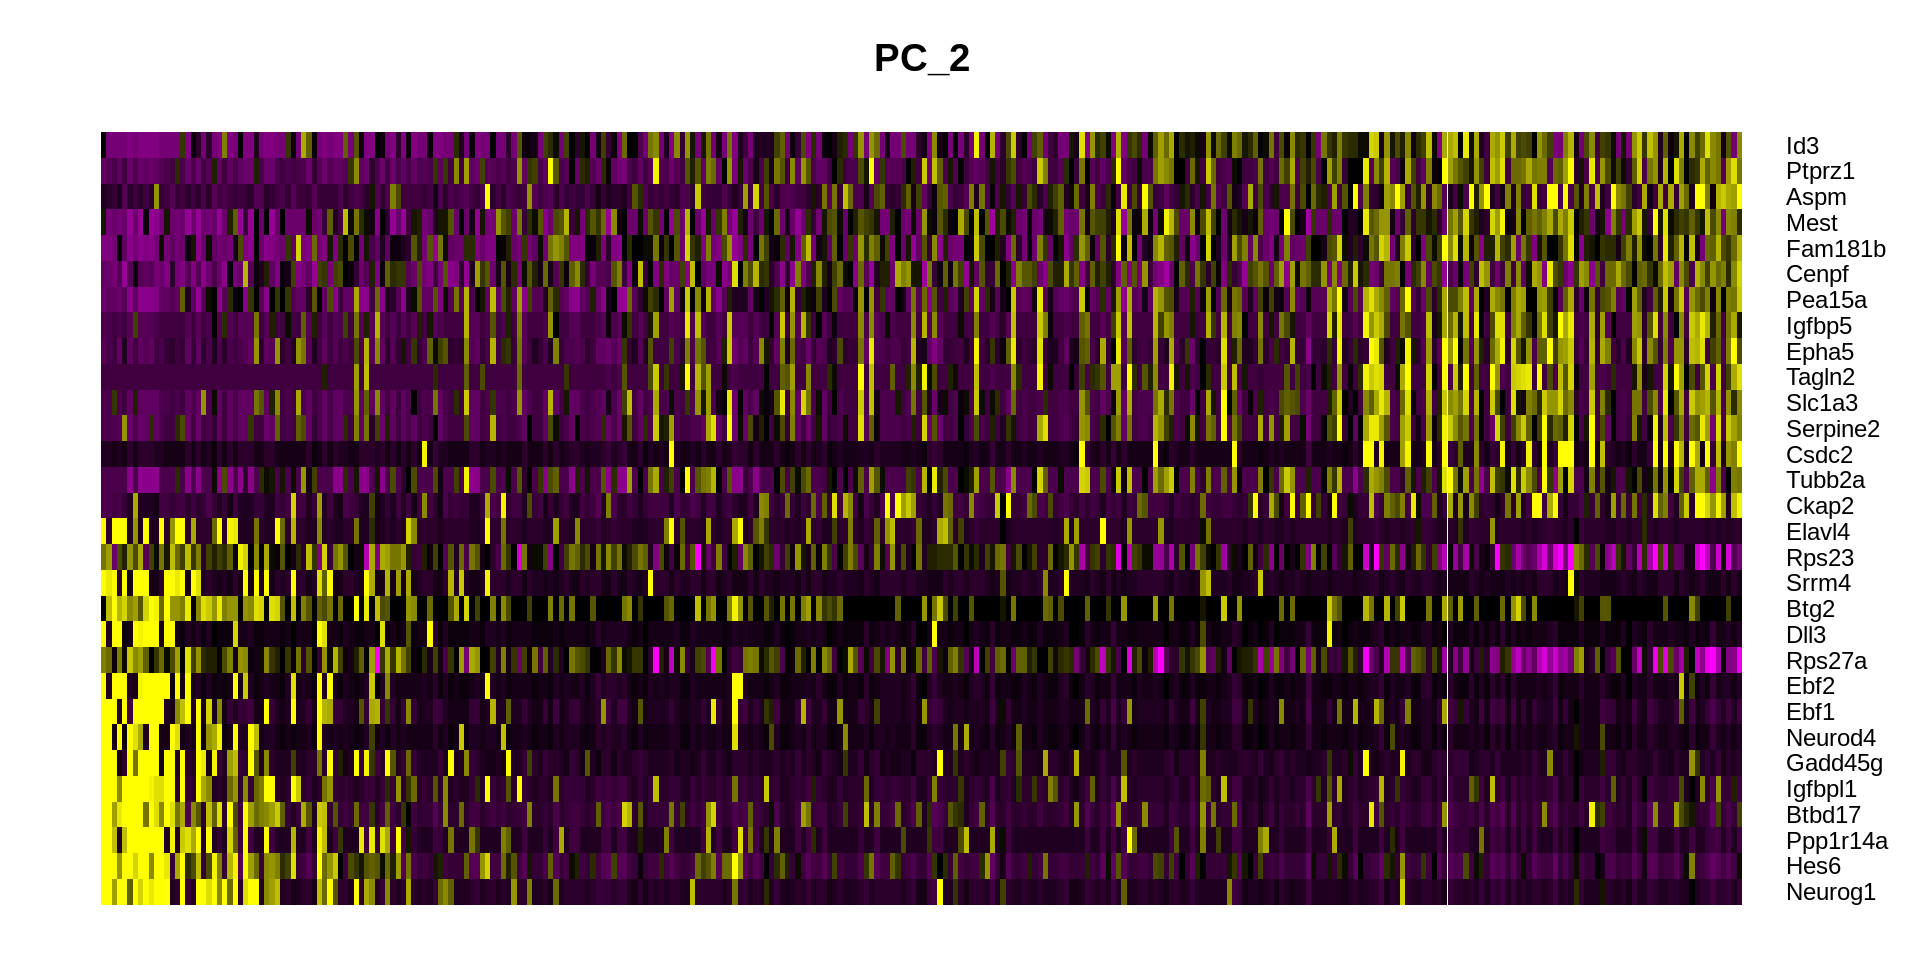 PC_2
Id3
Ptprz1
Aspm
Mest
Fam181b
Cenpf
Pea15a
Igfbp5
Epha5
Tagln2
Slc1a3
Serpine2
Csdc2
Tubb2a
Ckap2
Elavl4
Rps23
Srrm4
Btg2
Dll3
Rps27a
Ebf2
Ebf1
Neurod4
Gadd45g
Igfbpl1
Btbd17
Ppp1r14a
Hes6
Neurog1